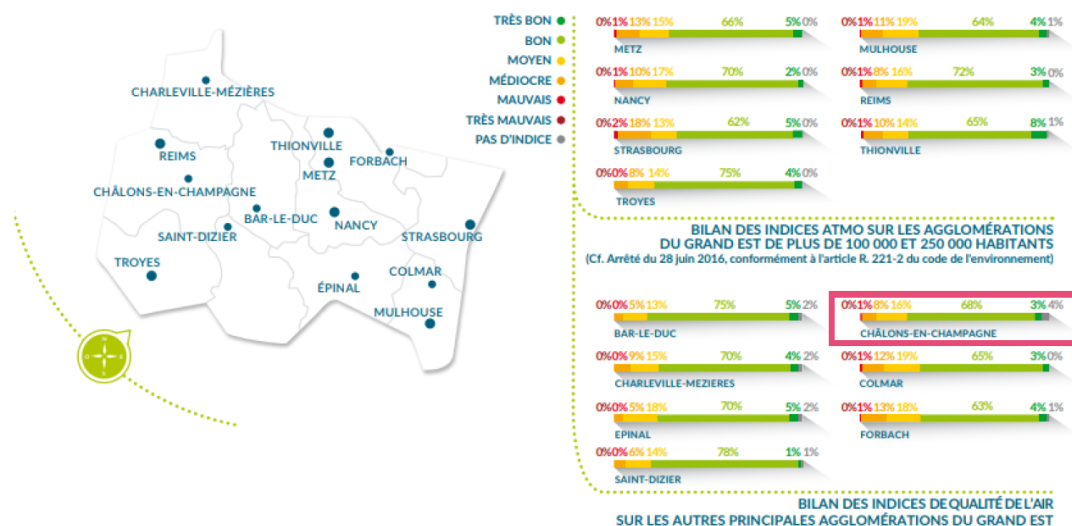 CHARLEVILLE-MÉZIÈRES
REIMS
THIONVILLE
FORBACH
METZ
CHÂLONS-EN-CHAMPAGNE
BAR-LE-DUC
NANCY
SAINT-DIZIER
STRASBOURG
TROYES
COLMAR
ÉPINAL
MULHOUSE
N
TRÈS BON
BON
MOYEN
MÉDIOCRE
MAUVAIS
TRÈS MAUVAIS
PAS D'INDICE
0% 1% 13% 15% 66% 5% 0%
METZ
0% 1% 11% 19% 64% 4% 1%
MULHOUSE
0% 1% 10% 17% 70% 2% 0%
NANCY
0% 1% 8% 16% 72% 3% 0%
REIMS
0% 2% 18% 13% 62% 5% 0%
STRASBOURG
0% 1% 10% 14% 65% 8% 1%
THIONVILLE
0% 0% 8% 14% 75% 4% 0%
TROYES
BILAN DES INDICES ATMO SUR LES AGGLOMÉRATIONS
DU GRAND EST DE PLUS DE 100 000 ET 250 000 HABITANTS
(Cf. Arrêté du 28 juin 2016, conformément à l'article R. 221-2 du code de l'environnement)
0% 0% 5% 13% 75% 5% 2%
BAR-LE-DUC
0% 1% 8% 16% 68% 3% 4%
CHÂLONS-EN-CHAMPAGNE
0% 0% 9% 15% 70% 4% 2%
CHARLEVILLE-MEZIERES
0% 1% 12% 19% 65% 3% 0%
COLMAR
0% 0% 5% 18% 70% 5% 2%
EPINAL
0% 1% 13% 18% 63% 4% 1%
FORBACH
0% 0% 6% 14% 78% 1% 1%
SAINT-DIZIER
BILAN DES INDICES DE QUALITÉ DE L'AIR
SUR LES AUTRES PRINCIPALES AGGLOMÉRATIONS DU GRAND EST